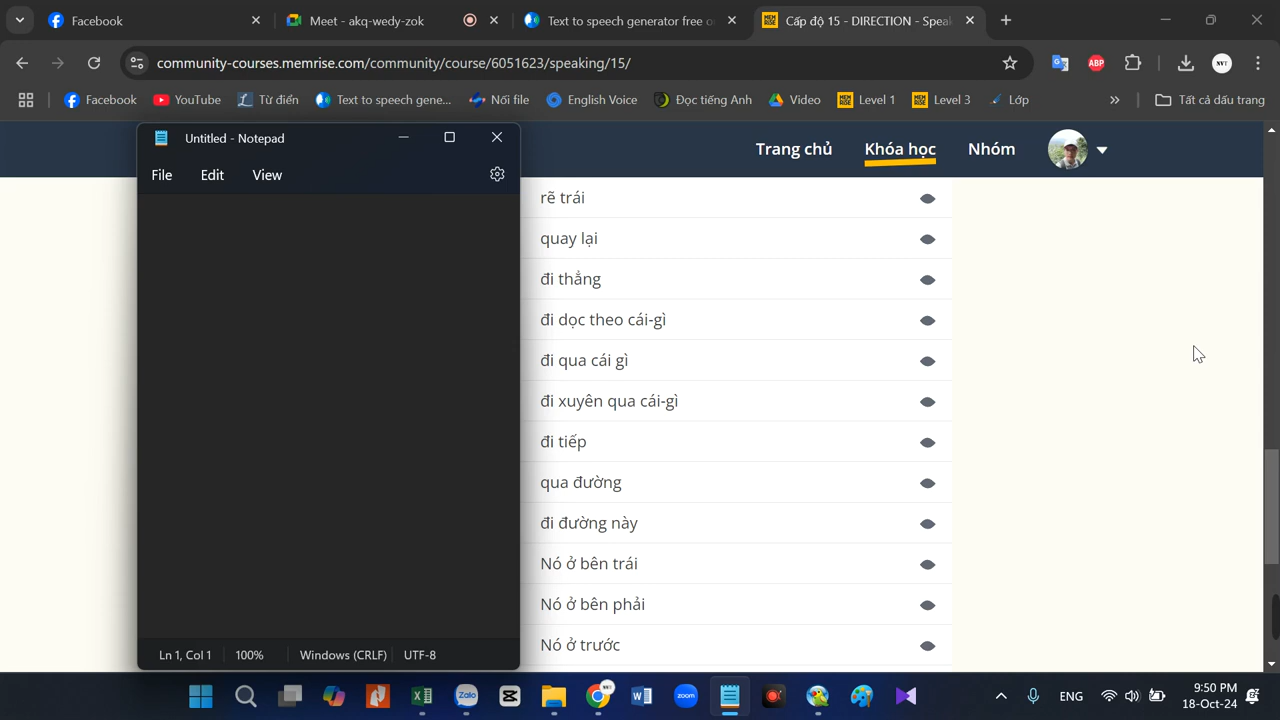 Facebook
Meet - akq-wedy-zok
Text to speech generator free o
Cấp độ 15 - DIRECTION - Speak
community-courses.memrise.com/community/course/6051623/speaking/15/
ABP
NVT
Facebook
YouTube
Từ điển
Text to speech gene...
Nối file
English Voice
Đọc tiếng Anh
Video
Level 1
Level 3
Lớp
Tất cả dấu trang
Untitled - Notepad
Trang chủ
Khóa học
Nhóm
File
Edit
View
rẽ trái
quay lại
đi thẳng
đi dọc theo cái-gì
đi qua cái gì
đi xuyên qua cái-gì
đi tiếp
qua đường
đi đường này
Nó ở bên trái
Nó ở bên phải
Nó ở trước
Ln 1, Col 1
100%
Windows (CRLF)
UTF-8
Zalo
zoom
ENG
9:50 PM
18-Oct-24